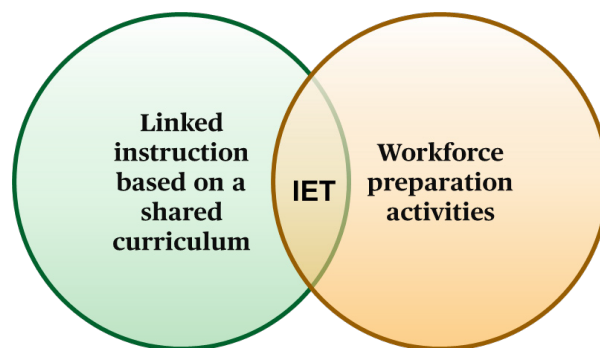 Linked
instruction
based on a
shared
curriculum
IET
Workforce
preparation
activities